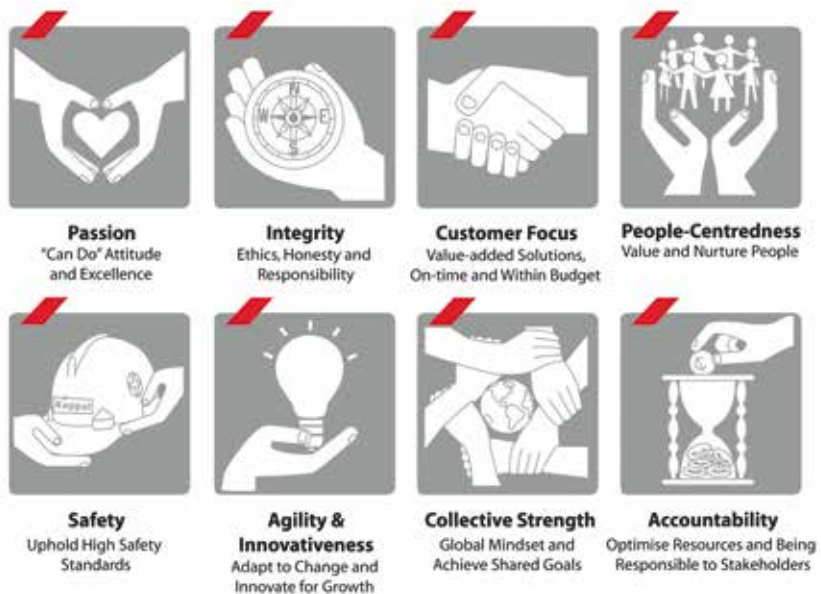 Passion
"Can Do" Attitude
and Excellence
Integrity
Ethics, Honesty and
Responsibility
Customer Focus
Value-added Solutions,
On-time and Within Budget
People-Centredness
Value and Nurture People
N
W
E
S
Keppel
Safety
Uphold High Safety
Standards
Agility &
Innovativeness
Adapt to Change and
Innovate for Growth
Collective Strength
Global Mindset and
Achieve Shared Goals
Accountability
Optimise Resources and Being
Responsible to Stakeholders